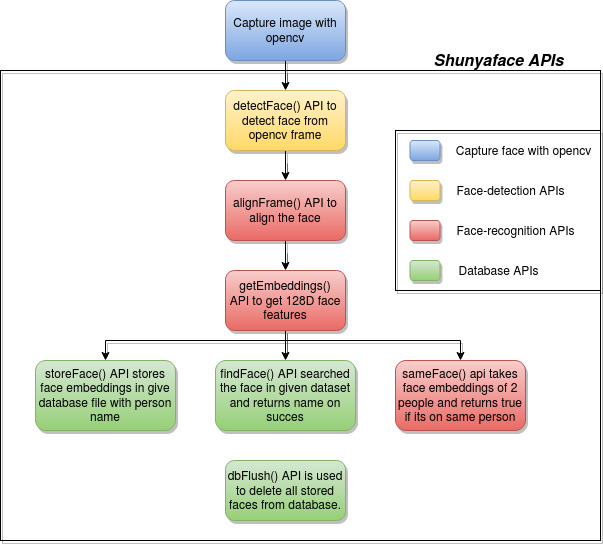 Capture image with
opencv
Shunyaface APIs
detectFace() API to
detect face from
opencv frame
Capture face with opencv
Face-detection APIs
Face-recognition APIs
Database APIs
alignFrame() API to
align the face
getEmbeddings()
API to get 128D face
features
storeFace() API stores
face embeddings in give
database file with person
name
findFace() API searched
the face in given dataset
and returns name on
succes
sameFace() api takes
face embeddings of 2
people and returns true
if its on same person
dbFlush() API is used
to delete all stored
faces from database.